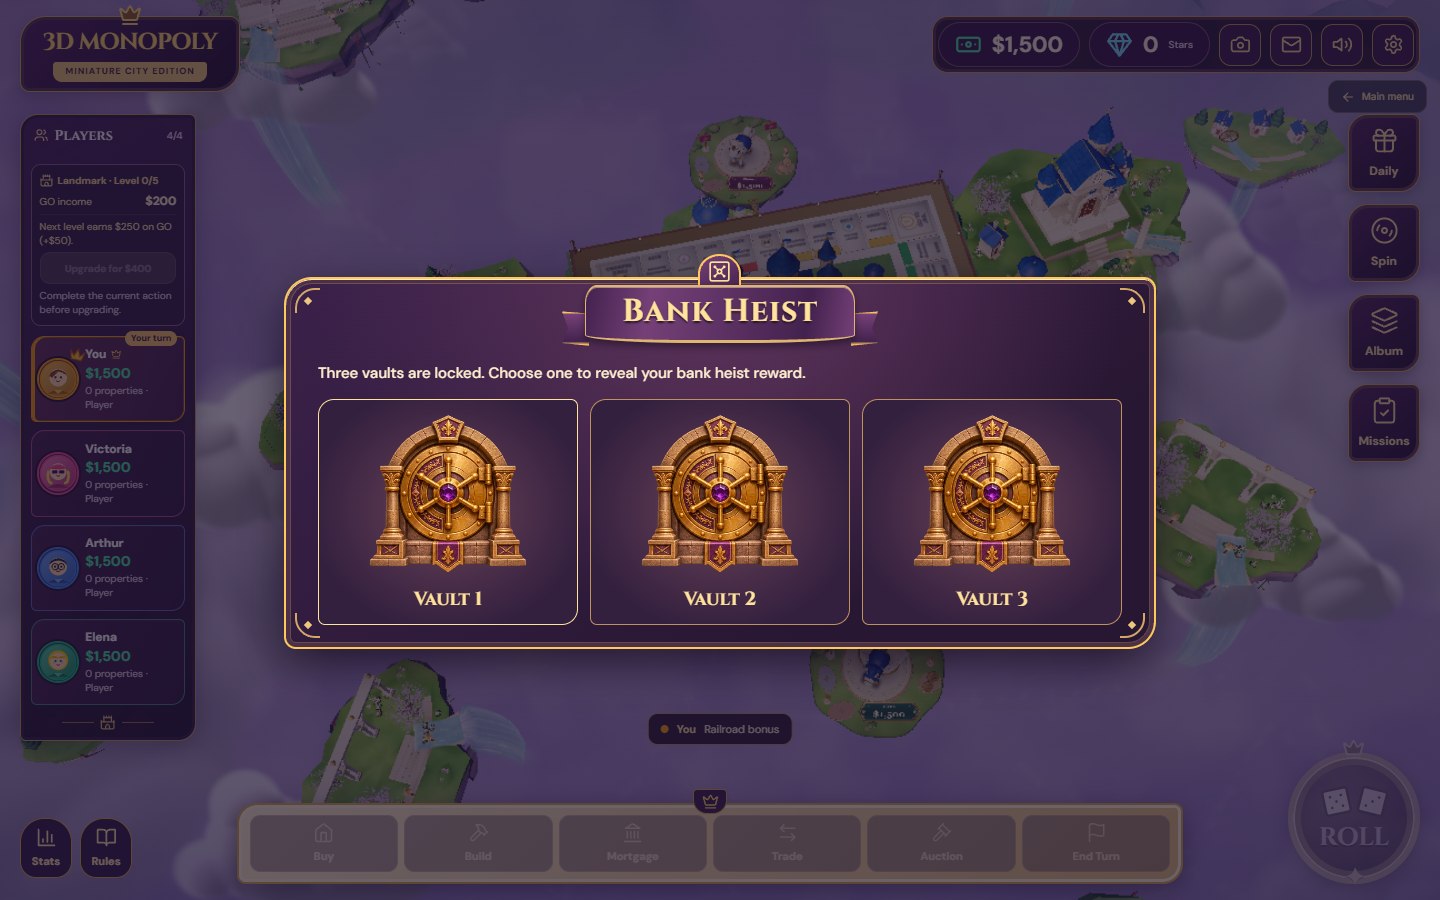 3D MONOPOLY
MINIATURE CITY EDITION
$1,500
0 Stars
Main menu
PLAYERS 4/4
Landmark · Level 0/5
GO income $200
Next level earns $250 on GO
(+$50).
Upgrade for $400
Complete the current action
before upgrading.
Your turn
You
$1,500
0 properties ·
Player
Victoria
$1,500
0 properties ·
Player
Arthur
$1,500
0 properties ·
Player
Elena
$1,500
0 properties ·
Player
Daily
Spin
Album
Missions
BANK HEIST
Three vaults are locked. Choose one to reveal your bank heist reward.
VAULT 1
VAULT 2
VAULT 3
$1,500
You Railroad bonus
Stats
Rules
Buy
Build
Mortgage
Trade
Auction
End Turn
ROLL